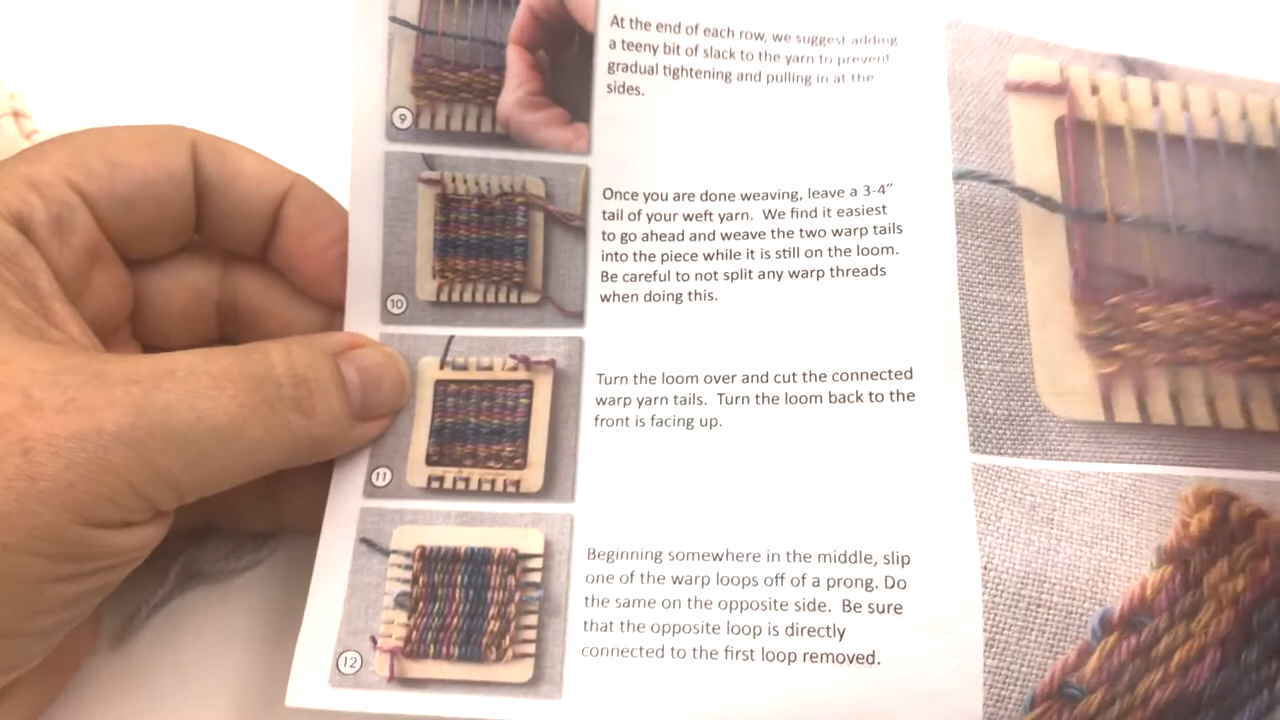 At the end of each row, we suggest adding
a teeny bit of slack to the yarn to prevent
gradual tightening and pulling in at the
sides.
9
Once you are done weaving, leave a 3-4”
tail of your weft yarn. We find it easiest
to go ahead and weave the two warp tails
into the piece while it is still on the loom.
Be careful to not split any warp threads
when doing this.
10
Turn the loom over and cut the connected
warp yarn tails. Turn the loom back to the
front is facing up.
11
Beginning somewhere in the middle, slip
one of the warp loops off of a prong. Do
the same on the opposite side. Be sure
that the opposite loop is directly
connected to the first loop removed.
12